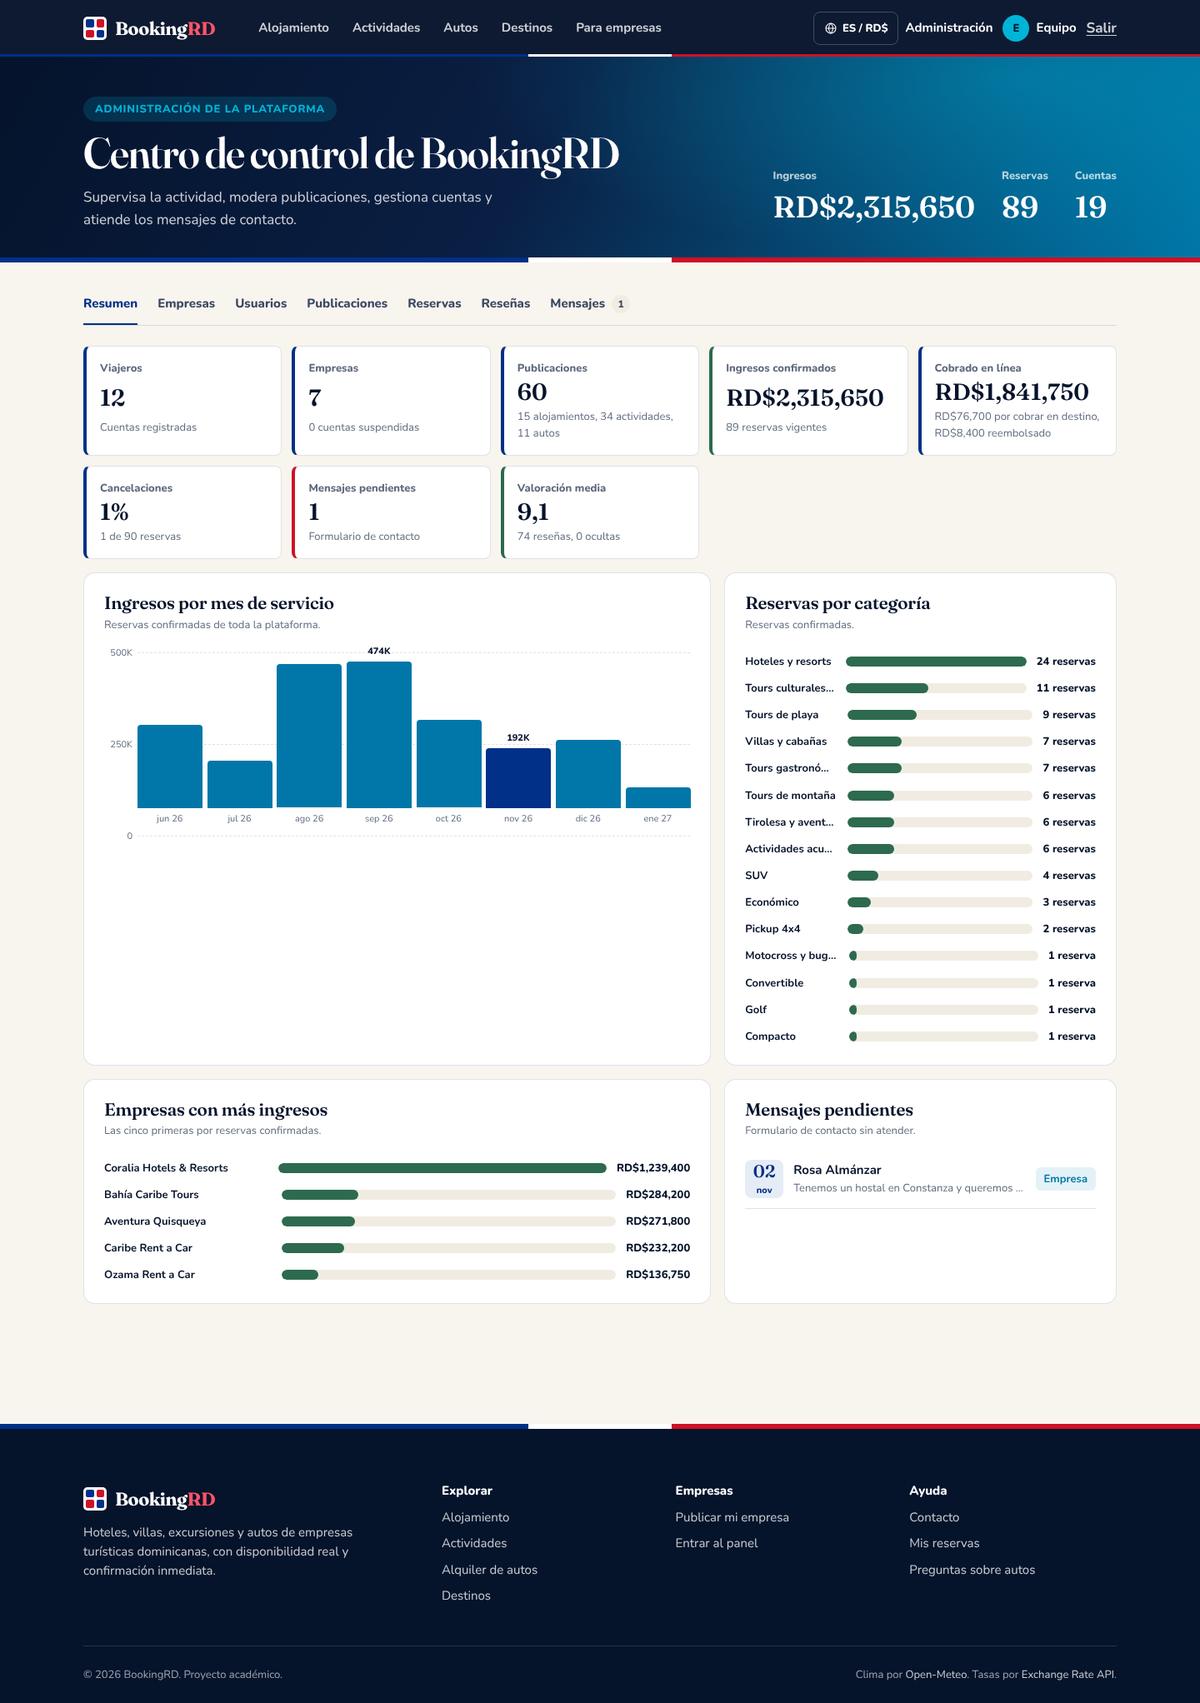 BookingRD
Alojamiento
Actividades
Autos
Destinos
Para empresas
ES / RD$
Administración
E
Equipo
Salir
ADMINISTRACIÓN DE LA PLATAFORMA
Centro de control de BookingRD
Supervisa la actividad, modera publicaciones, gestiona cuentas y
atiende los mensajes de contacto.
Ingresos
RD$2,315,650
Reservas
89
Cuentas
19
Resumen
Empresas
Usuarios
Publicaciones
Reservas
Reseñas
Mensajes 1
Viajeros
12
Cuentas registradas
Empresas
7
0 cuentas suspendidas
Publicaciones
60
15 alojamientos, 34 actividades,
11 autos
Ingresos confirmados
RD$2,315,650
89 reservas vigentes
Cobrado en línea
RD$1,841,750
RD$76,700 por cobrar en destino,
RD$8,400 reembolsado
Cancelaciones
1%
1 de 90 reservas
Mensajes pendientes
1
Formulario de contacto
Valoración media
9,1
74 reseñas, 0 ocultas
Ingresos por mes de servicio
Reservas confirmadas de toda la plataforma.
500K
250K
0
474K
192K
jun 26
jul 26
ago 26
sep 26
oct 26
nov 26
dic 26
ene 27
Reservas por categoría
Reservas confirmadas.
Hoteles y resorts 24 reservas
Tours culturales... 11 reservas
Tours de playa 9 reservas
Villas y cabañas 7 reservas
Tours gastronó... 7 reservas
Tours de montaña 6 reservas
Tirolesa y avent... 6 reservas
Actividades acu... 6 reservas
SUV 4 reservas
Económico 3 reservas
Pickup 4x4 2 reservas
Motocross y bug... 1 reserva
Convertible 1 reserva
Golf 1 reserva
Compacto 1 reserva
Empresas con más ingresos
Las cinco primeras por reservas confirmadas.
Coralia Hotels & Resorts RD$1,239,400
Bahía Caribe Tours RD$284,200
Aventura Quisqueya RD$271,800
Caribe Rent a Car RD$232,200
Ozama Rent a Car RD$136,750
Mensajes pendientes
Formulario de contacto sin atender.
02
nov
Rosa Almánzar
Tenemos un hostal en Constanza y queremos ...
Empresa
BookingRD
Hoteles, villas, excursiones y autos de empresas
turísticas dominicanas, con disponibilidad real y
confirmación inmediata.
Explorar
Alojamiento
Actividades
Alquiler de autos
Destinos
Empresas
Publicar mi empresa
Entrar al panel
Ayuda
Contacto
Mis reservas
Preguntas sobre autos
© 2026 BookingRD. Proyecto académico.
Clima por Open-Meteo. Tasas por Exchange Rate API.